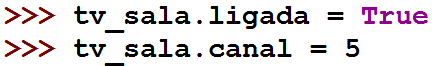 >>> tv_sala.ligada = True
>>> tv_sala.canal = 5